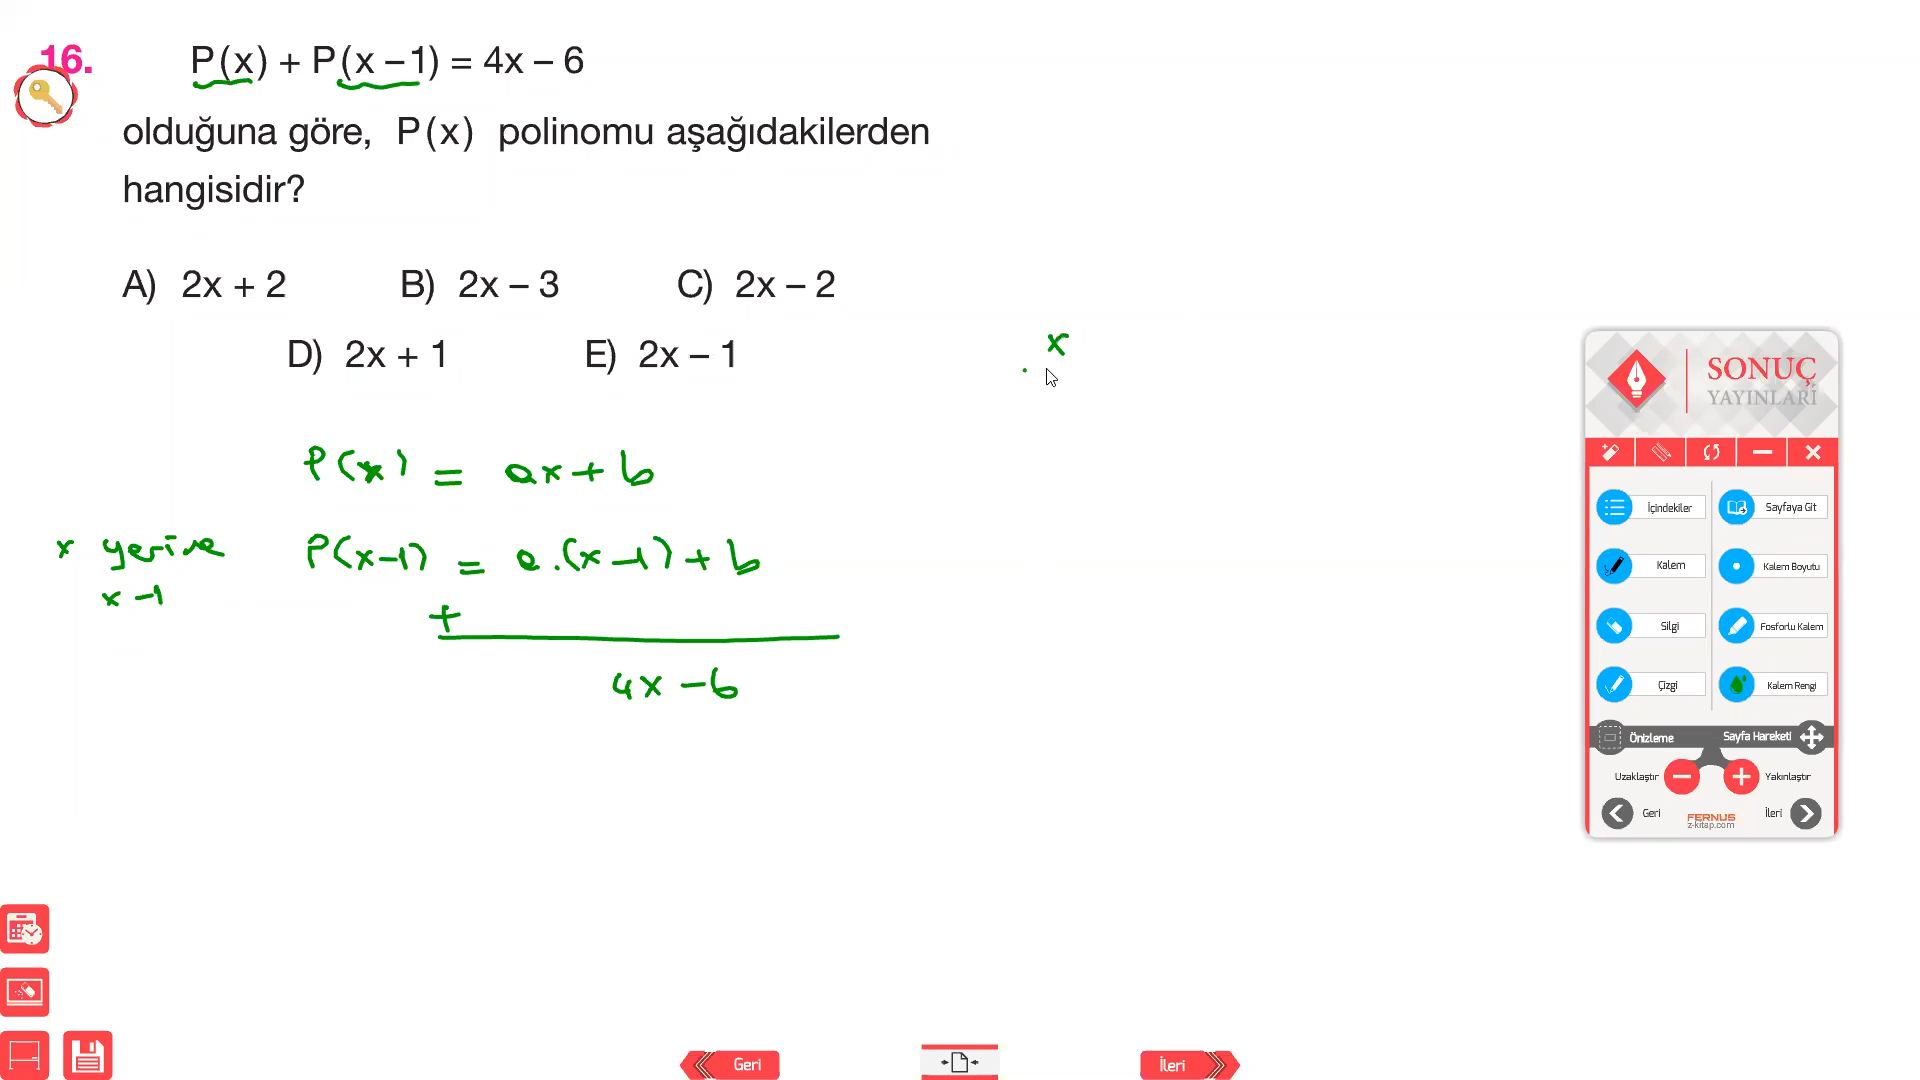 16. P(x) + P(x – 1) = 4x – 6
olduğuna göre, P(x) polinomu aşağıdakilerden
hangisidir?
A) 2x + 2 B) 2x – 3 C) 2x – 2
D) 2x + 1 E) 2x – 1
x
P(x) = ax + b
x yerine P(x-1) = a.(x-1) + b
x-1
+
4x - 6
SONUÇ
YAYINLARI
İçindekiler Sayfaya Git
Kalem Kalem Boyutu
Silgi Fosforlu Kalem
Çizgi Kalem Rengi
Önizleme Sayfa Hareketi
Uzaklaştır Yakınlaştır
Geri FERNUS İleri
z-kitap.com
Geri İleri